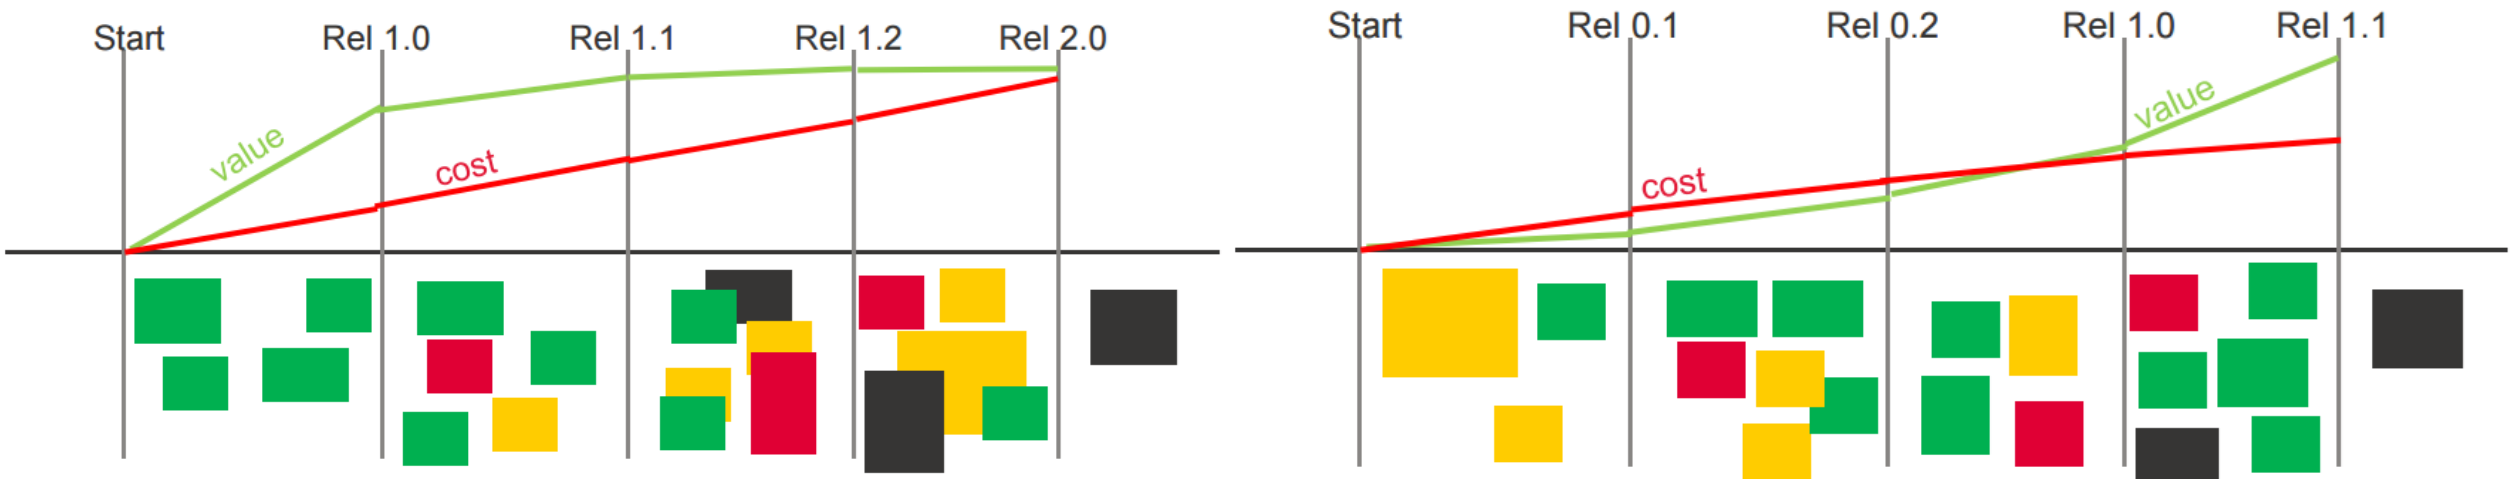 Start
Rel 1.0
Rel 1.1
Rel 1.2
Rel 2.0
value
cost
Start
Rel 0.1
Rel 0.2
Rel 1.0
Rel 1.1
value
cost